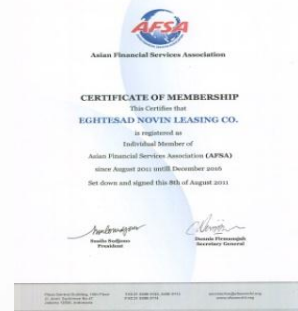 AFSA
Asian Financial Services Association
CERTIFICATE OF MEMBERSHIP
This Certifies that
EGHTESAD NOVIN LEASING CO.
is registered as
Individual Member of
Asian Financial Services Association (AFSA)
since August 2011 untill December 2016
Set down and signed this 8th of August 2011
President
Secretary General